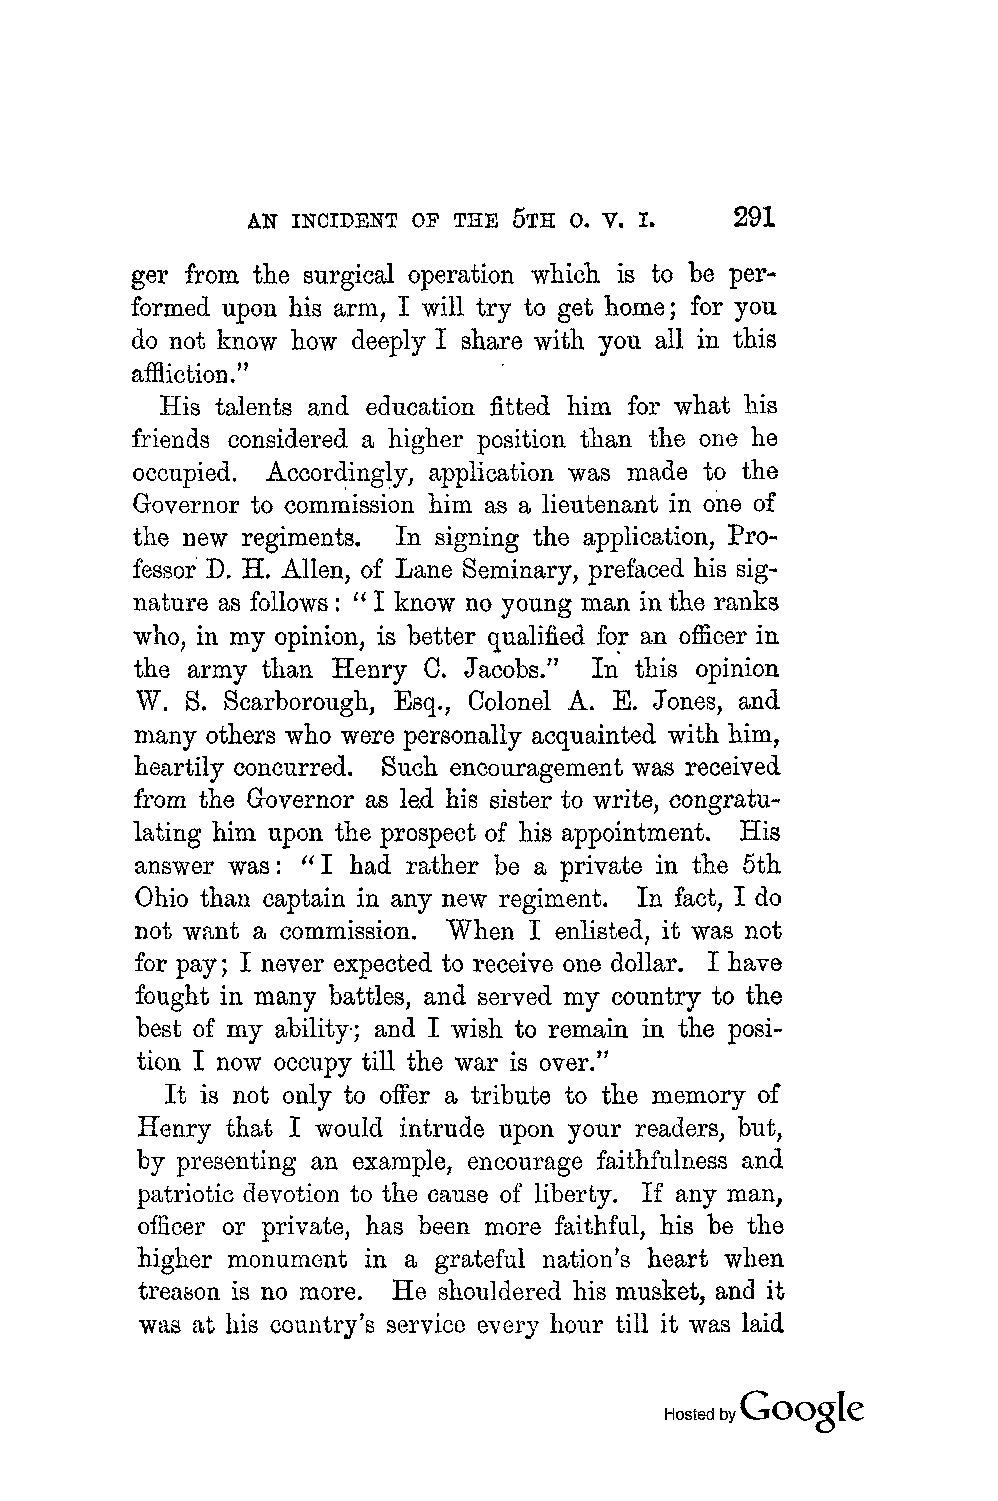 AN INCIDENT OF THE 5TH O. V. I. 291
ger from the surgical operation which is to be per-
formed upon his arm, I will try to get home; for you
do not know how deeply I share with you all in this
affliction."
His talents and education fitted him for what his
friends considered a higher position than the one he
occupied. Accordingly, application was made to the
Governor to commission him as a lieutenant in one of
the new regiments. In signing the application, Pro-
fessor D. H. Allen, of Lane Seminary, prefaced his sig-
nature as follows: "I know no young man in the ranks
who, in my opinion, is better qualified for an officer in
the army than Henry C. Jacobs." In this opinion
W. S. Scarborough, Esq., Colonel A. E. Jones, and
many others who were personally acquainted with him,
heartily concurred. Such encouragement was received
from the Governor as led his sister to write, congratu-
lating him upon the prospect of his appointment. His
answer was: "I had rather be a private in the 5th
Ohio than captain in any new regiment. In fact, I do
not want a commission. When I enlisted, it was not
for pay; I never expected to receive one dollar. I have
fought in many battles, and served my country to the
best of my ability; and I wish to remain in the posi-
tion I now occupy till the war is over."
It is not only to offer a tribute to the memory of
Henry that I would intrude upon your readers, but,
by presenting an example, encourage faithfulness and
patriotic devotion to the cause of liberty. If any man,
officer or private, has been more faithful, his be the
higher monument in a grateful nation's heart when
treason is no more. He shouldered his musket, and it
was at his country's service every hour till it was laid
Hosted by Google